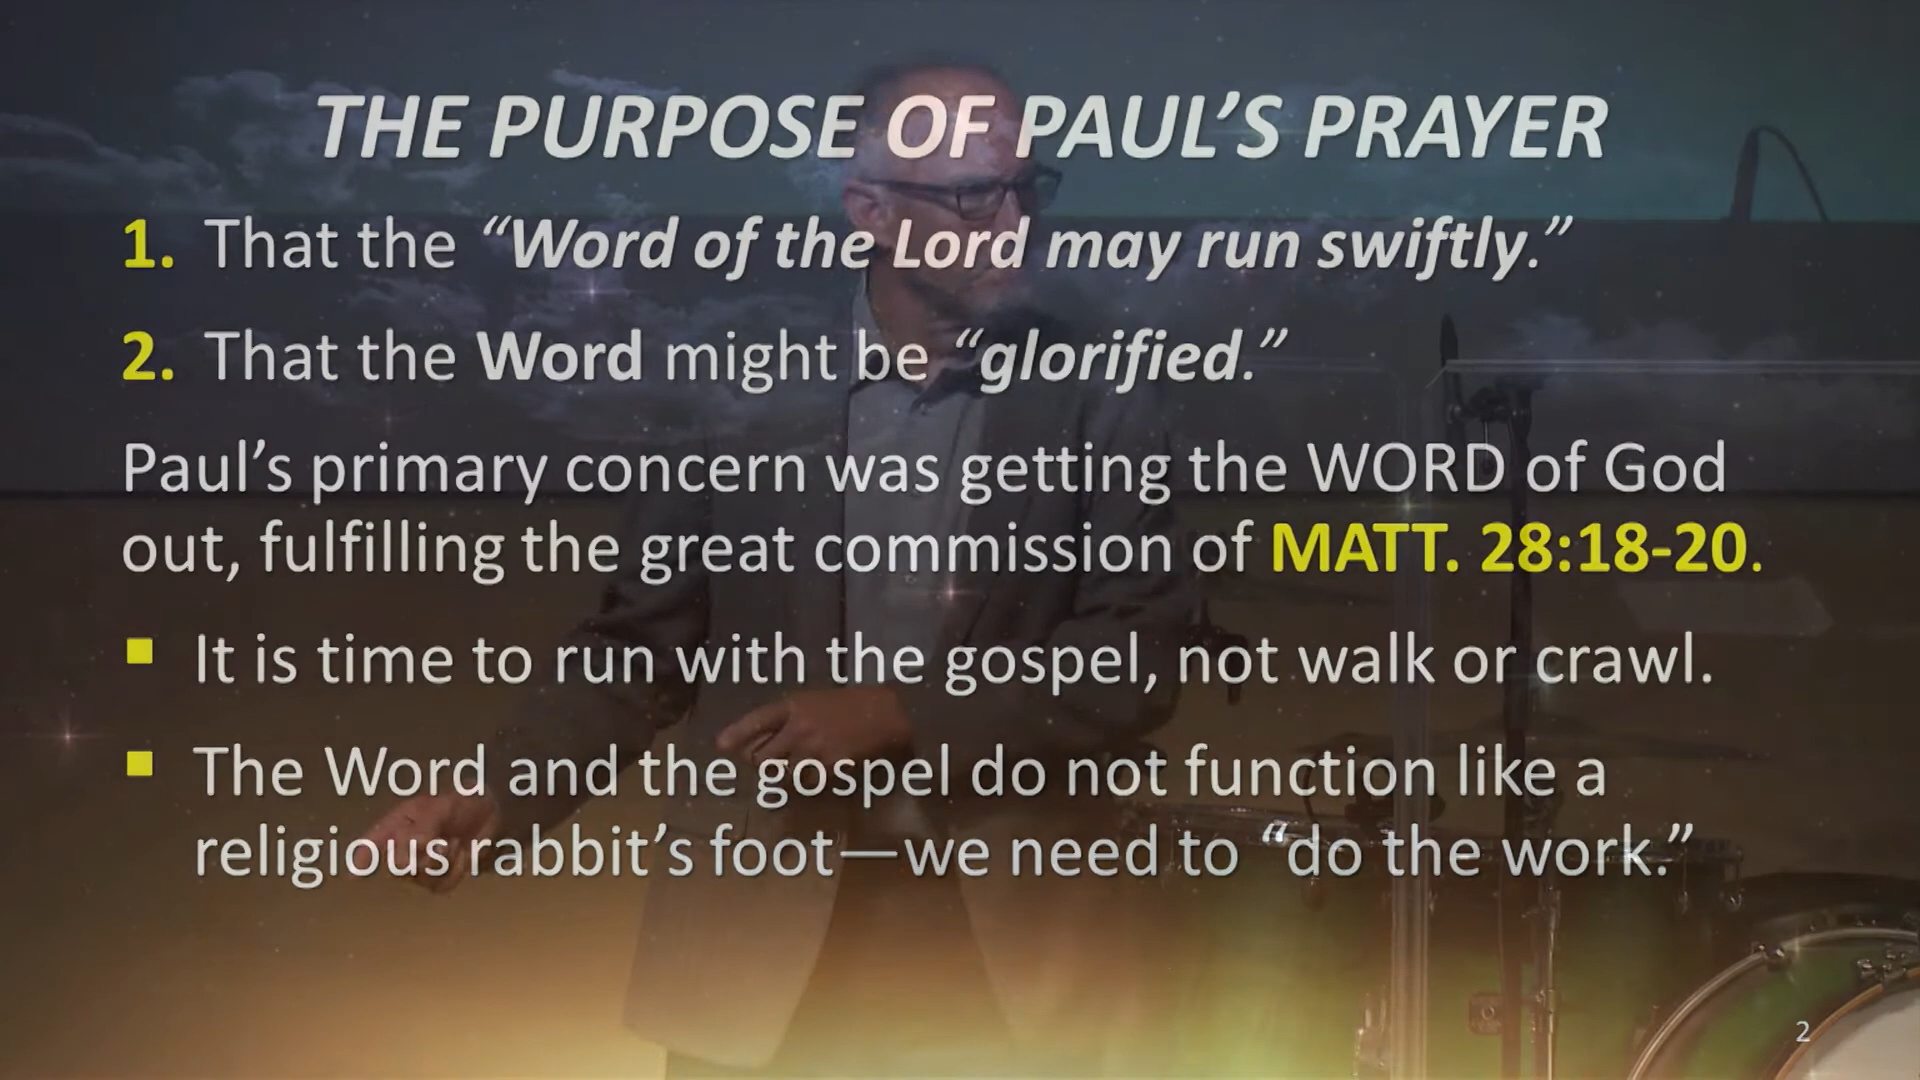 THE PURPOSE OF PAUL’S PRAYER
1. That the “Word of the Lord may run swiftly.”
2. That the Word might be “glorified.”
Paul’s primary concern was getting the WORD of God
out, fulfilling the great commission of MATT. 28:18-20.
▪ It is time to run with the gospel, not walk or crawl.
▪ The Word and the gospel do not function like a
religious rabbit’s foot—we need to “do the work.”
2